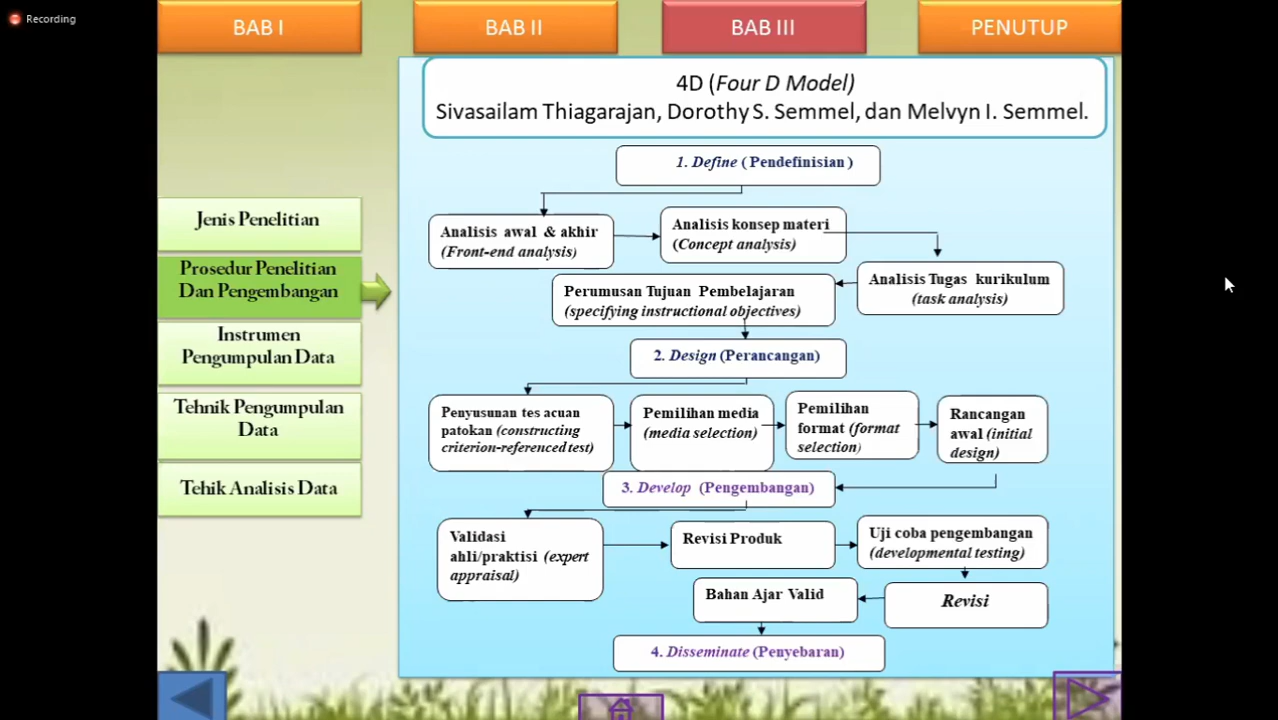 Recording
BAB I
BAB II
BAB III
PENUTUP
4D (Four D Model)
Sivasailam Thiagarajan, Dorothy S. Semmel, dan Melvyn I. Semmel.
Jenis Penelitian
Prosedur Penelitian
Dan Pengembangan
Instrumen
Pengumpulan Data
Tehnik Pengumpulan
Data
Tehik Analisis Data
1. Define ( Pendefinisian )
Analisis awal & akhir
(Front-end analysis)
Analisis konsep materi
(Concept analysis)
Analisis Tugas kurikulum
(task analysis)
Perumusan Tujuan Pembelajaran
(specifying instructional objectives)
2. Design (Perancangan)
Penyusunan tes acuan
patokan (constructing
criterion-referenced test)
Pemilihan media
(media selection)
Pemilihan
format (format
selection)
Rancangan
awal (initial
design)
3. Develop (Pengembangan)
Validasi
ahli/praktisi (expert
appraisal)
Revisi Produk
Uji coba pengembangan
(developmental testing)
Revisi
Bahan Ajar Valid
4. Disseminate (Penyebaran)